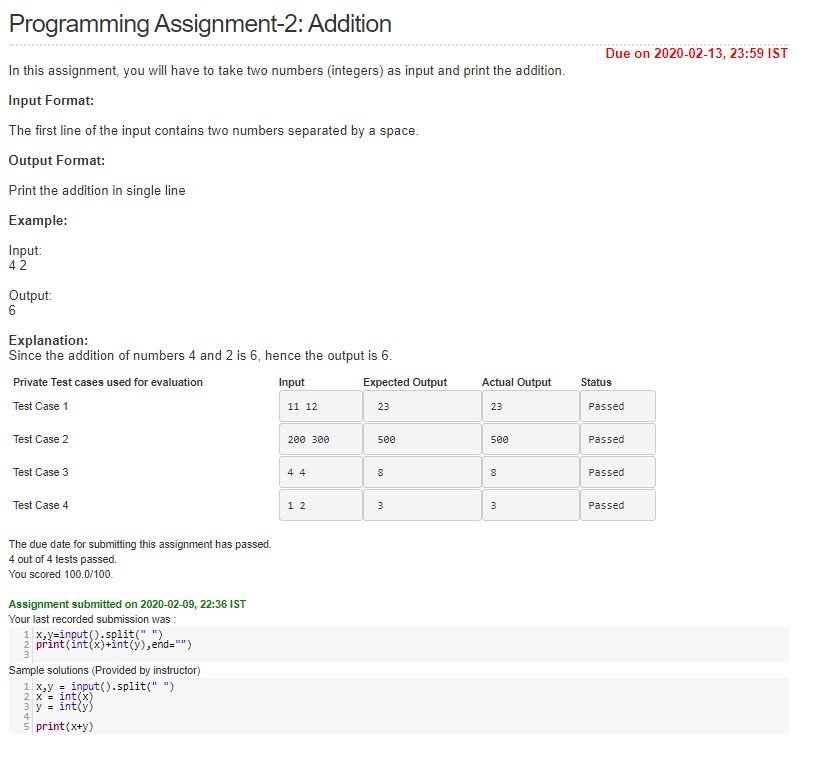 Programming Assignment-2: Addition
Due on 2020-02-13, 23:59 IST
In this assignment, you will have to take two numbers (integers) as input and print the addition.
Input Format:
The first line of the input contains two numbers separated by a space.
Output Format:
Print the addition in single line
Example:
Input:
4 2
Output:
6
Explanation:
Since the addition of numbers 4 and 2 is 6, hence the output is 6.
Private Test cases used for evaluation Input Expected Output Actual Output Status
Test Case 1 11 12 23 23 Passed
Test Case 2 200 300 500 500 Passed
Test Case 3 4 4 8 8 Passed
Test Case 4 1 2 3 3 Passed
The due date for submitting this assignment has passed.
4 out of 4 tests passed.
You scored 100.0/100.
Assignment submitted on 2020-02-09, 22:36 IST
Your last recorded submission was :
1 x,y=input().split(" ")
2 print(int(x)+int(y),end="")
3
Sample solutions (Provided by instructor)
1 x,y = input().split(" ")
2 x = int(x)
3 y = int(y)
4
5 print(x+y)